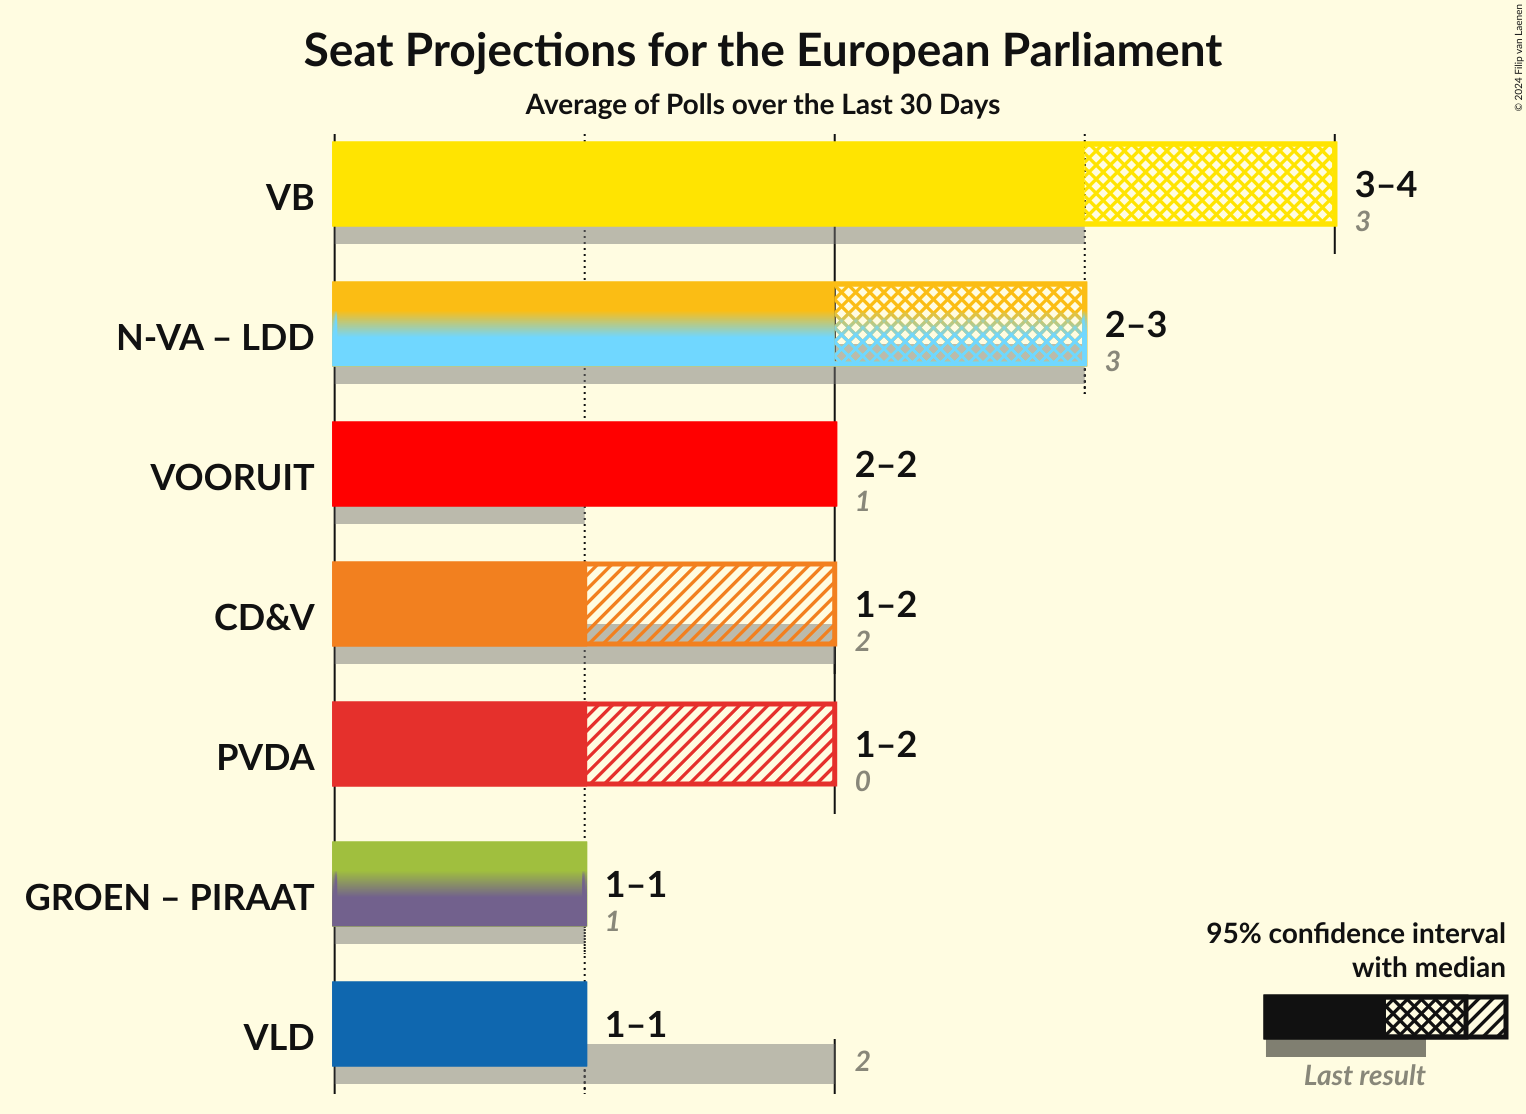 Seat Projections for the European Parliament
Average of Polls over the Last 30 Days
© 2024 Filip van Laenen
VB
3–4
3
N-VA – LDD
2–3
3
VOORUIT
2–2
1
CD&V
1–2
2
PVDA
1–2
0
GROEN – PIRAAT
1–1
1
VLD
1–1
2
95% confidence interval
with median
Last result